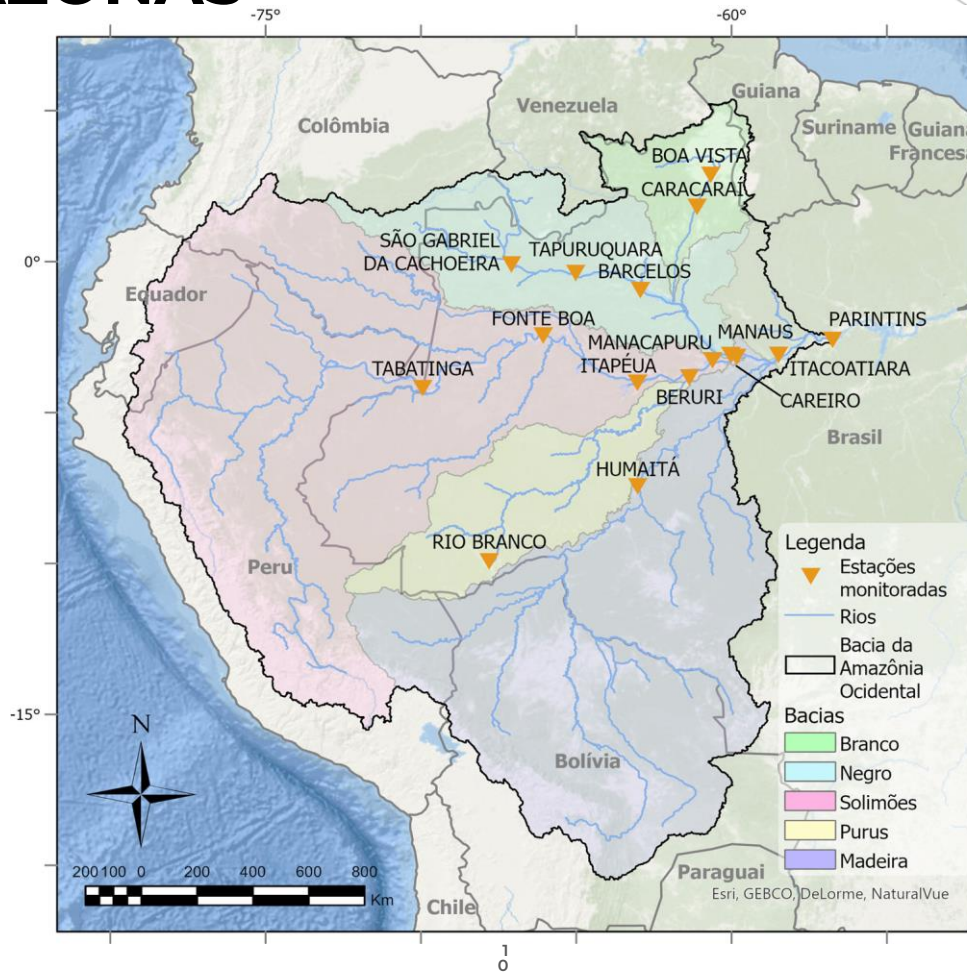 -75°
-60°
Guiana
Venezuela
Colômbia
Suriname
Guiana
Francesa
BOA VISTA
CARACARAÍ
SÃO GABRIEL
DA CACHOEIRA
TAPURUQUARA
BARCELOS
0°
Equador
FONTE BOA
PARINTINS
MANAUS
MANACAPURU
TABATINGA
ITAPÉUA
ITACOATIARA
BERURI
CAREIRO
Brasil
HUMAITÁ
RIO BRANCO
Peru
Legenda
Estações
monitoradas
Rios
Bacia da
Amazônia
Ocidental
-15°
N
Bacias
Branco
Bolívia
Negro
Solimões
Purus
Madeira
200 100 0 200 400 600 800
Km
Paraguai
Esri, GEBCO, DeLorme, NaturalVue
Chile
1
0